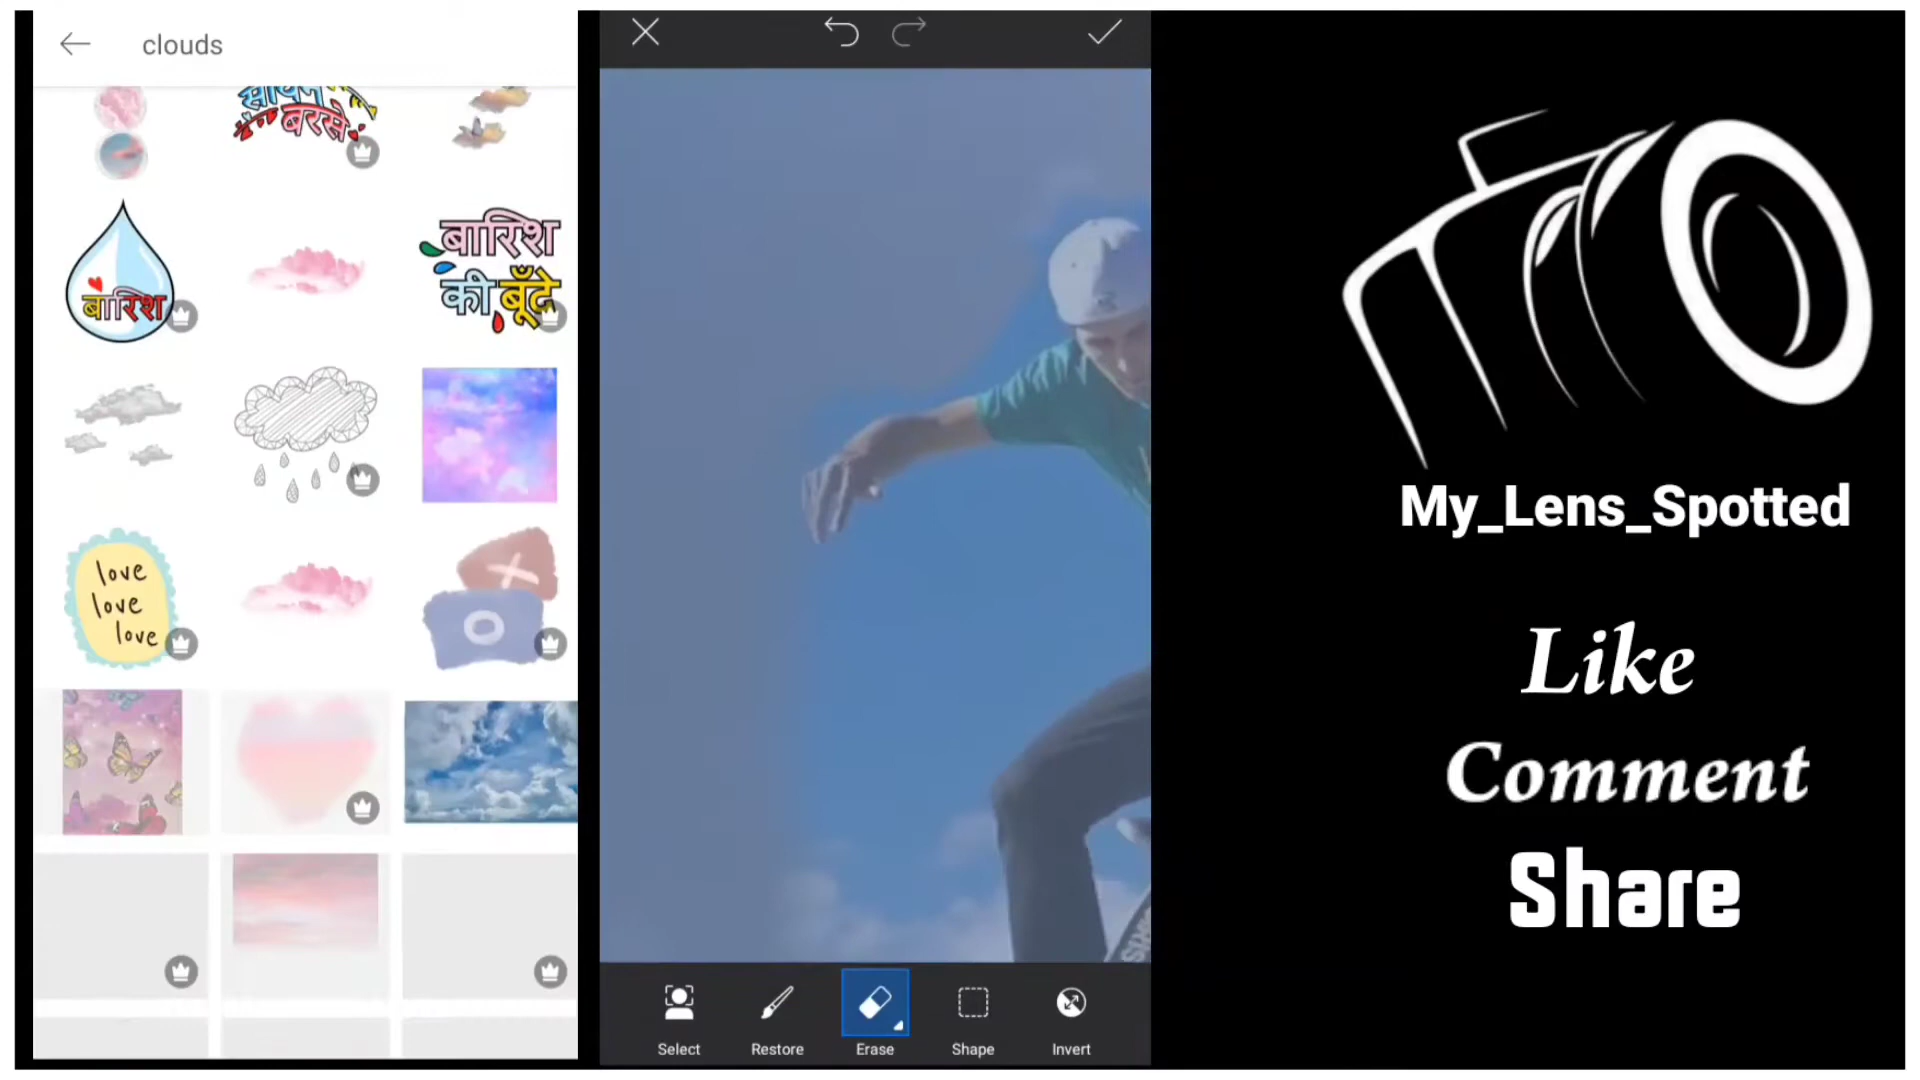 clouds
सावन
बरसे
बारिश
बारिश
की बूँदे
love
love
love
X
O
Select
Restore
Erase
Shape
Invert
My_Lens_Spotted
Like
Comment
Share